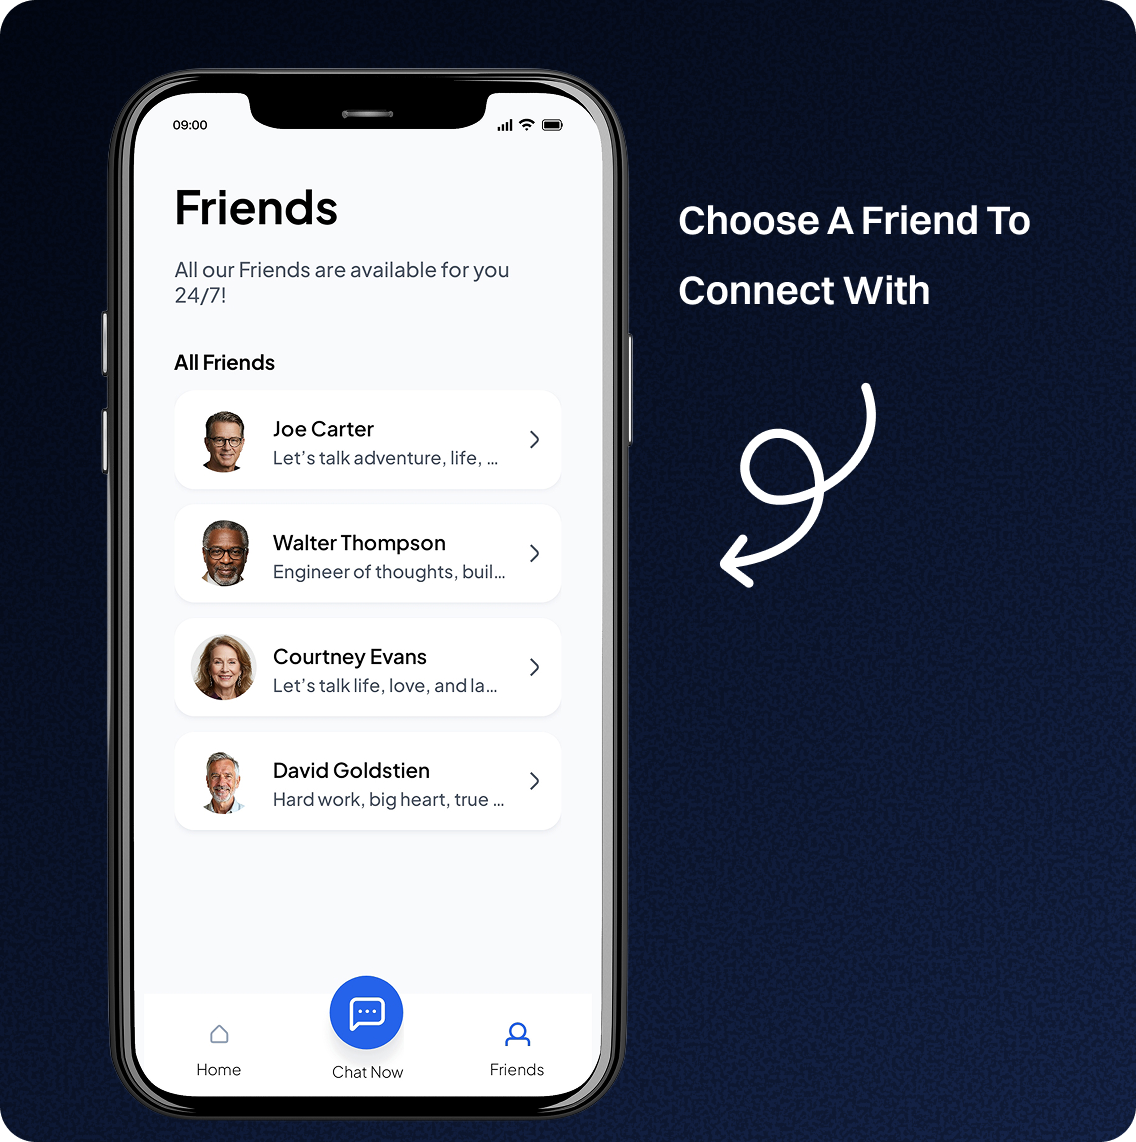 09:00
Friends
All our Friends are available for you
24/7!
All Friends
Joe Carter
Let’s talk adventure, life, ...
Walter Thompson
Engineer of thoughts, buil...
Courtney Evans
Let’s talk life, love, and la...
David Goldstien
Hard work, big heart, true ...
Home
Chat Now
Friends
Choose A Friend To
Connect With